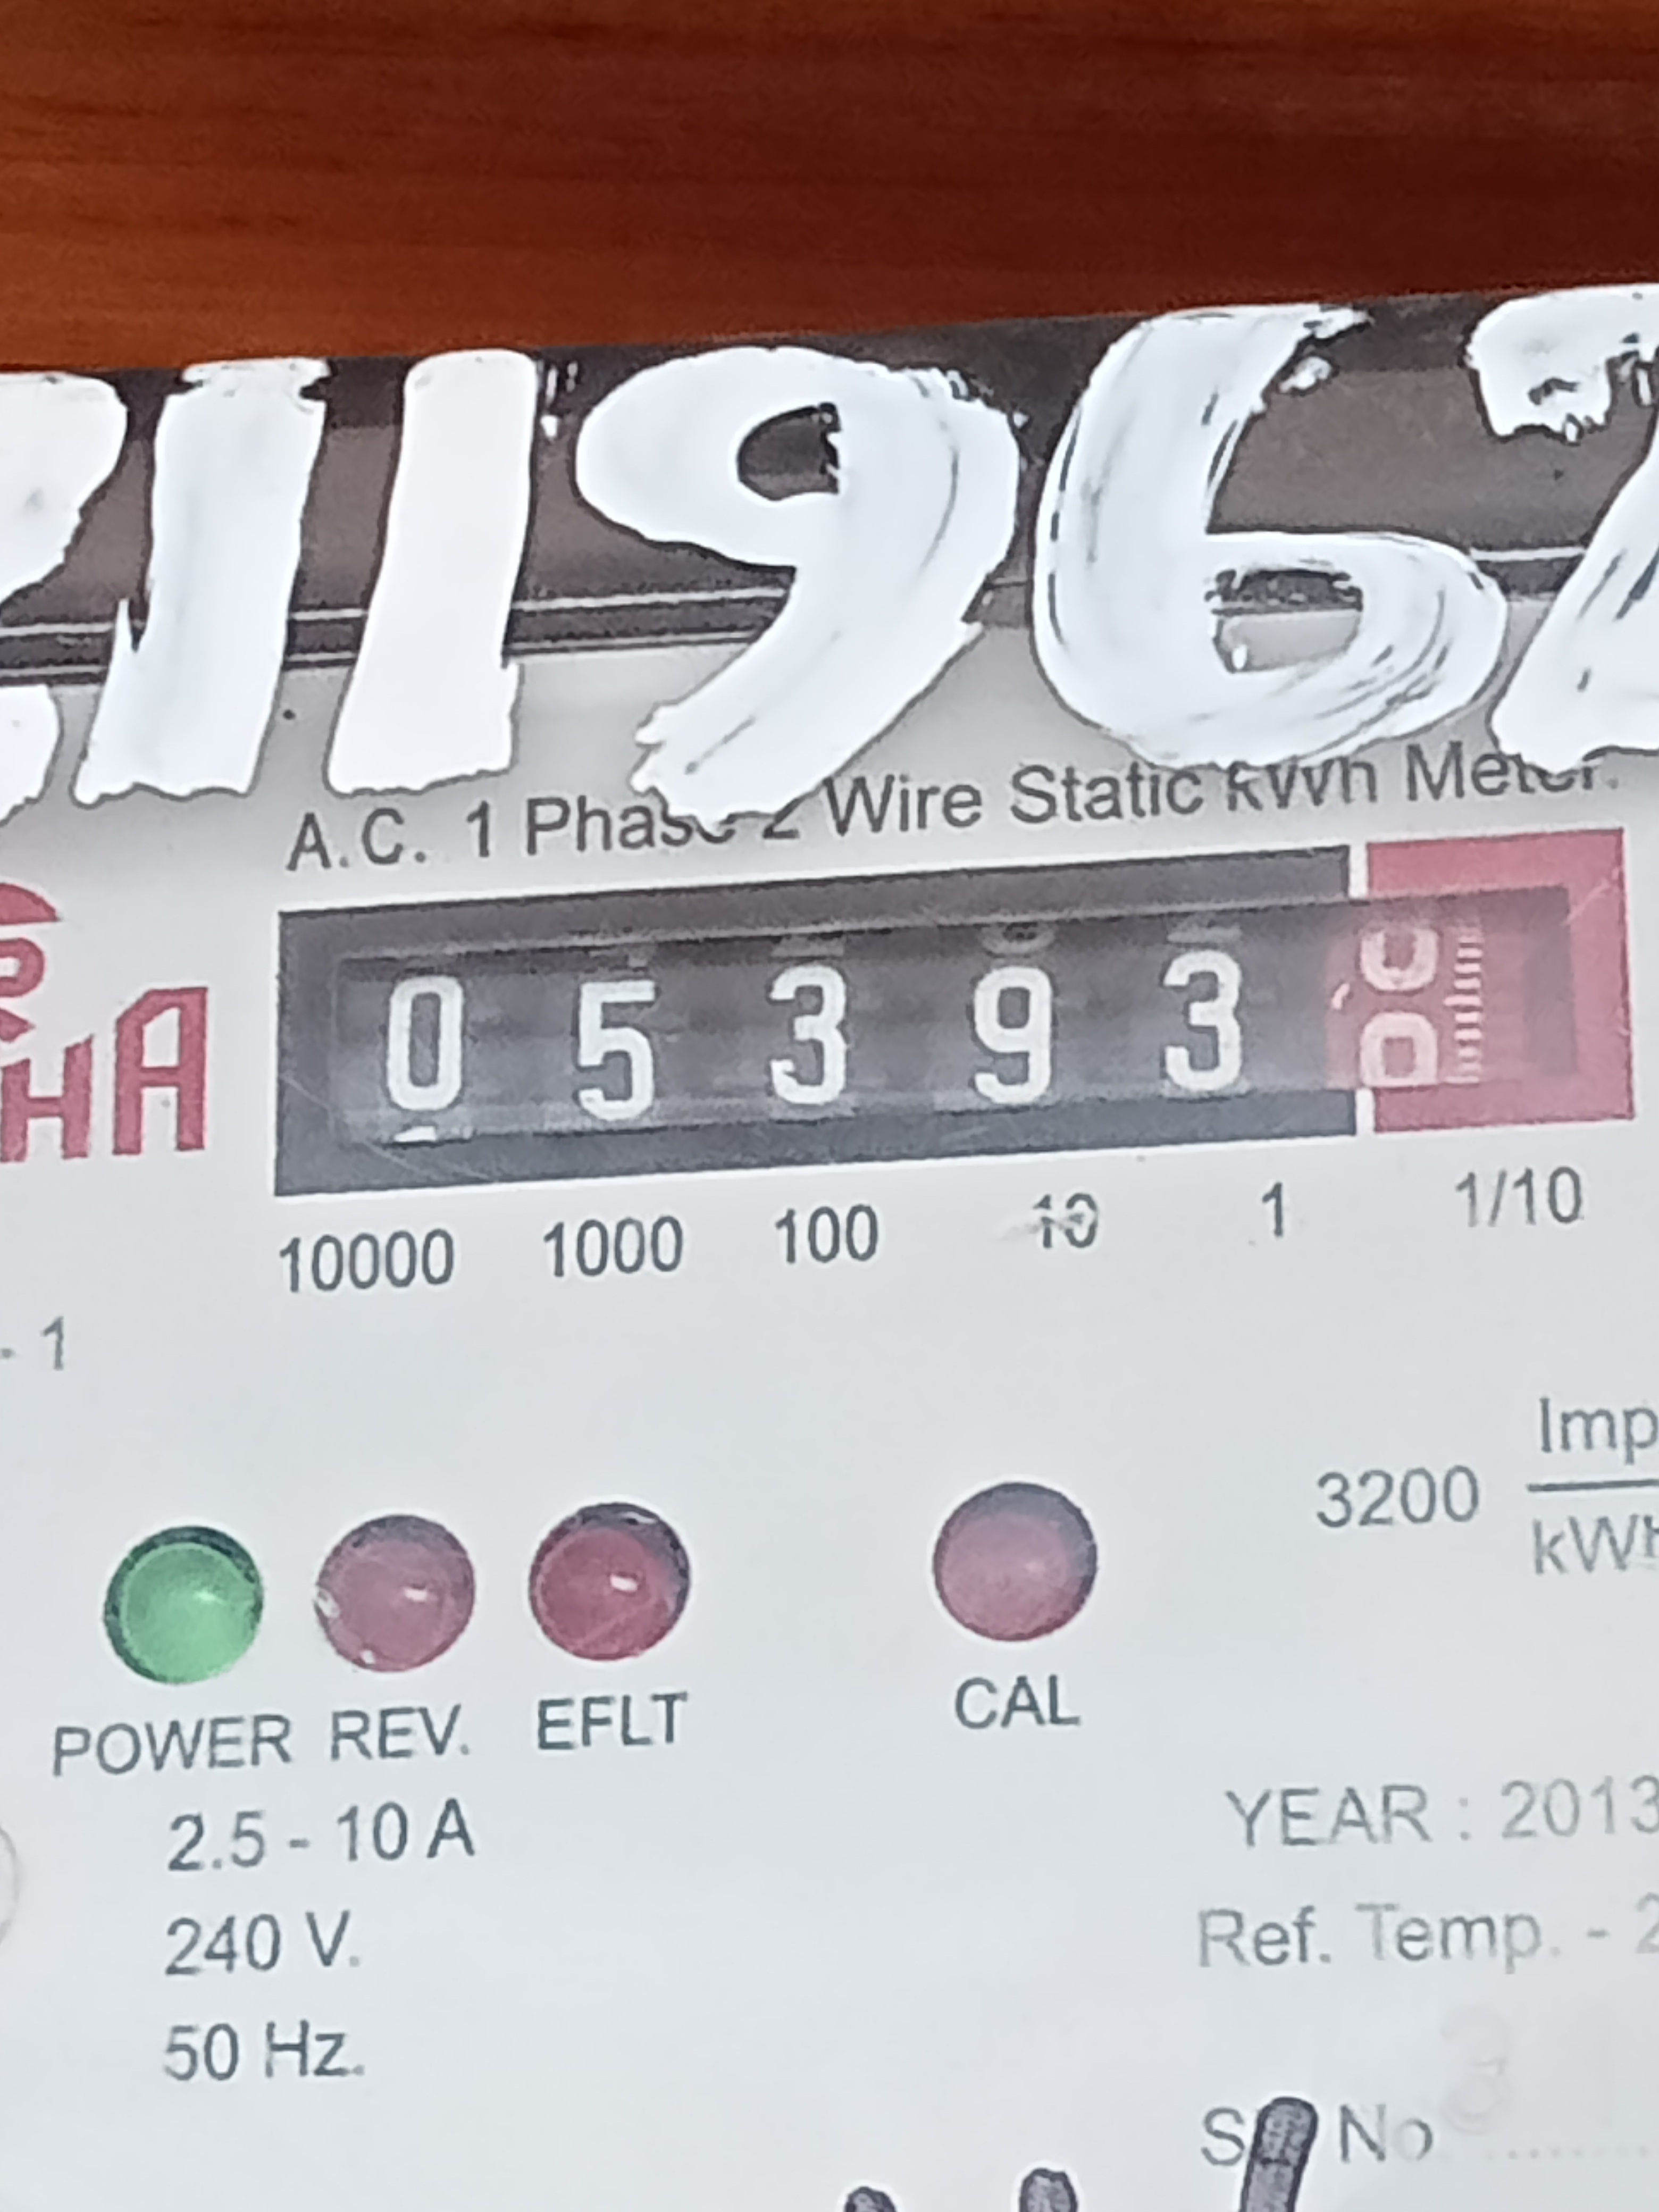 11962
A.C. 1 Phase 2 Wire Static kWh Meter.
HA
0 5 3 9 3
10000 1000 100 10 1 1/10
- 1
3200 Imp
kWh
POWER REV. EFLT CAL
2.5 - 10 A
YEAR : 2013
240 V.
Ref. Temp. - 2
50 Hz.
No